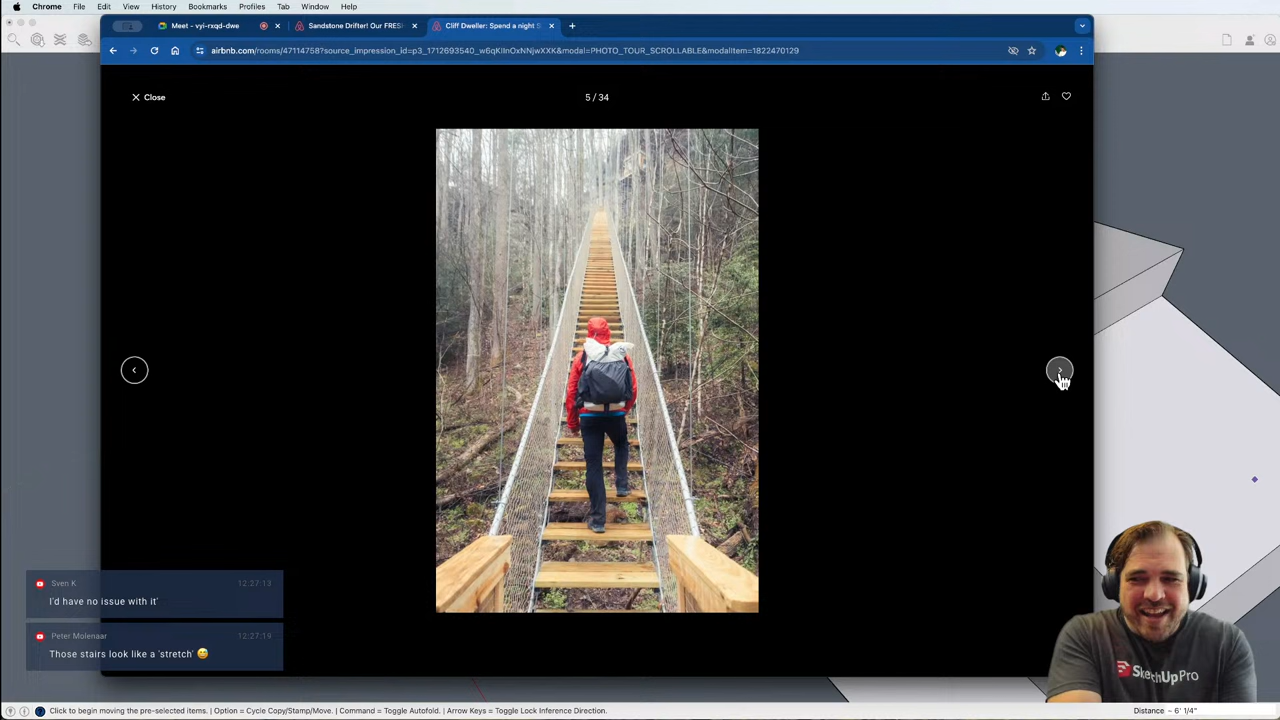 Chrome File Edit View History Bookmarks Profiles Tab Window Help
Meet - vyi-rxqd-dwe
Sandstone Drifter! Our FRESH
Cliff Dweller: Spend a night
airbnb.com/rooms/47114758?source_impression_id=p3_1712693540_w6qKIInOxNNjwXXK&modal=PHOTO_TOUR_SCROLLABLE&modalItem=1822470129
Close
5 / 34
Sven K 12:27:13
I'd have no issue with it'
Peter Molenaar 12:27:19
Those stairs look like a 'stretch' 😅
SketchUp Pro
Click to begin moving the pre-selected items. | Option = Cycle Copy/Stamp/Move. | Command = Toggle Autofold. | Arrow Keys = Toggle Lock Inference Direction.
Distance ~ 6' 1/4"